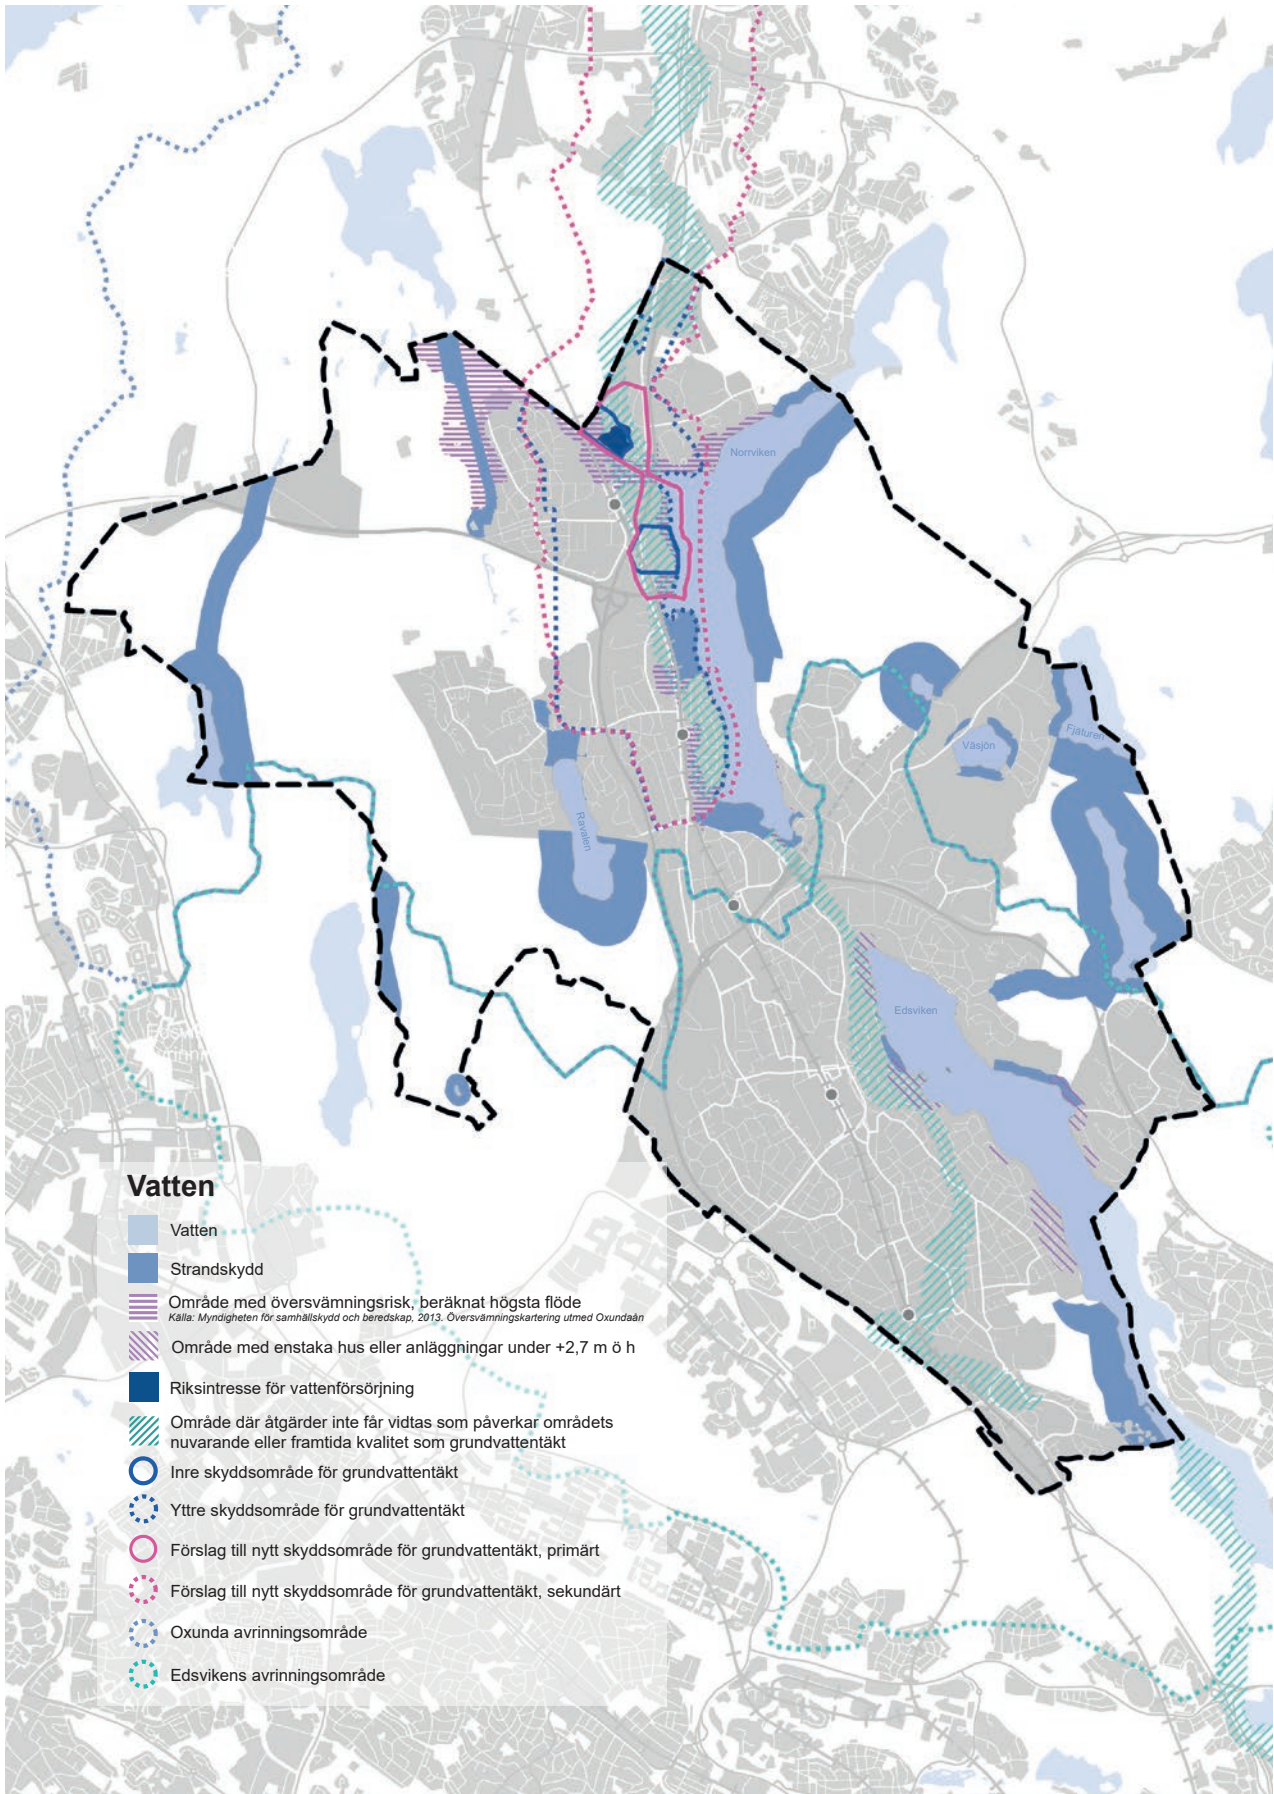 Norrviken
Väsjön
Fjäturen
Ravalen
Edsviken
Vatten
Vatten
Strandskydd
Område med översvämningsrisk, beräknat högsta flöde
Källa: Myndigheten för samhällskydd och beredskap, 2013. Översvämningskartering utmed Oxundaån
Område med enstaka hus eller anläggningar under +2,7 m ö h
Riksintresse för vattenförsörjning
Område där åtgärder inte får vidtas som påverkar områdets
nuvarande eller framtida kvalitet som grundvattentäkt
Inre skyddsområde för grundvattentäkt
Yttre skyddsområde för grundvattentäkt
Förslag till nytt skyddsområde för grundvattentäkt, primärt
Förslag till nytt skyddsområde för grundvattentäkt, sekundärt
Oxunda avrinningsområde
Edsvikens avrinningsområde